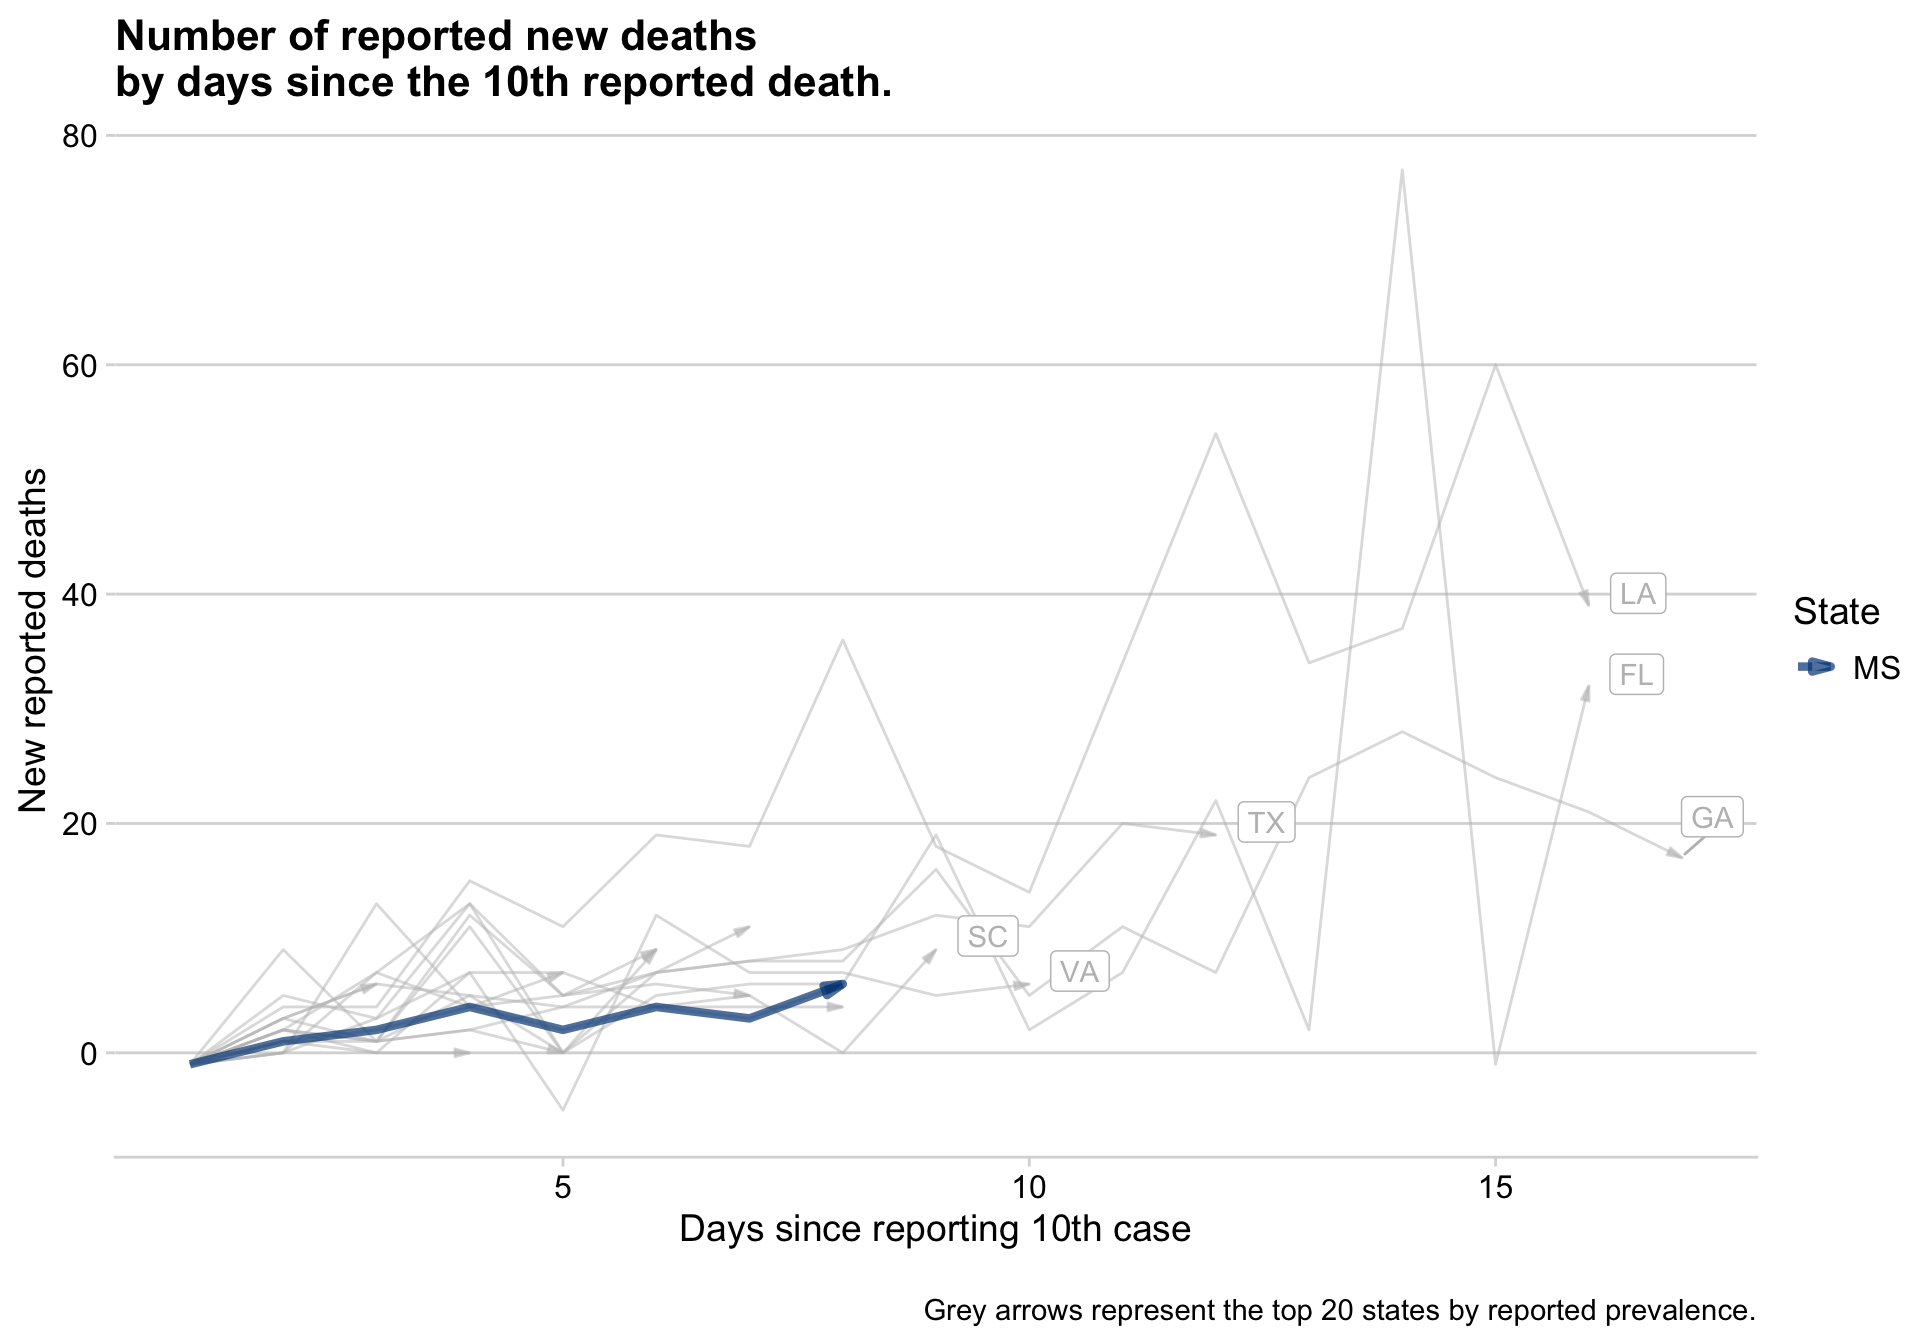 Number of reported new deaths
by days since the 10th reported death.
80
60
40
20
0
New reported deaths
LA
FL
GA
TX
SC
VA
State
MS
5
10
15
Days since reporting 10th case
Grey arrows represent the top 20 states by reported prevalence.